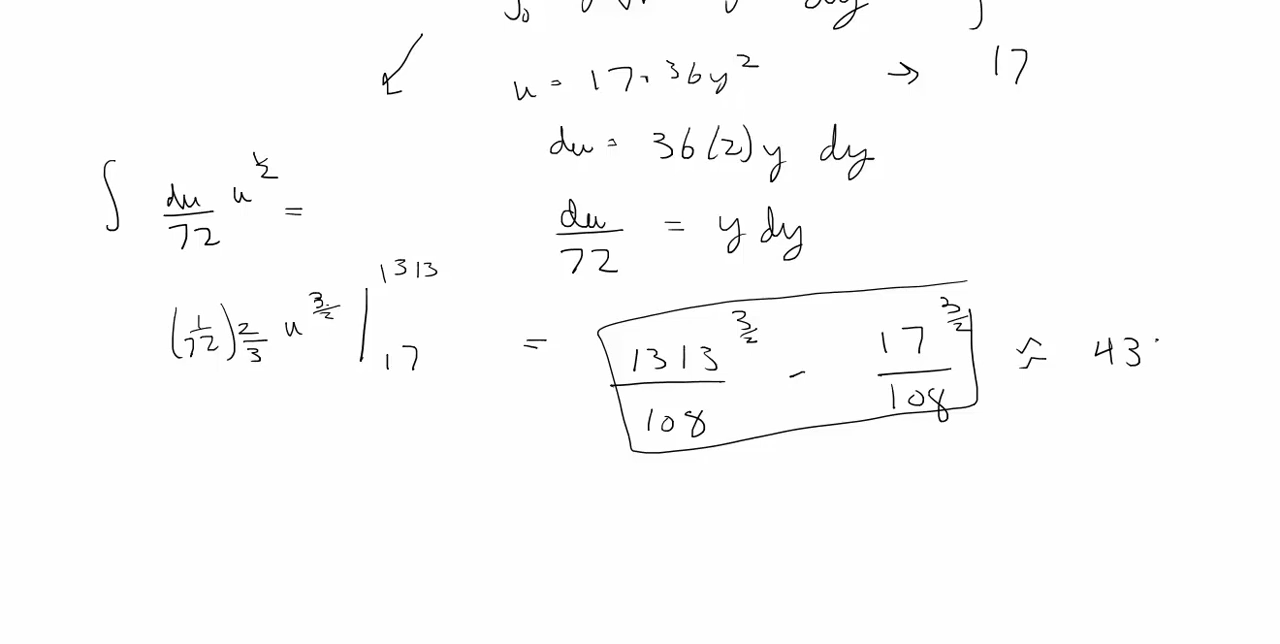 u = 17 + 36y² → 17
du = 36(2)y dy
∫ du/72 u^½ =
du/72 = y dy
(1/72) 2/3 u^3/2 |₁₇^1313 = 1313^3/2 / 108 - 17^3/2 / 108 ≈ 43.